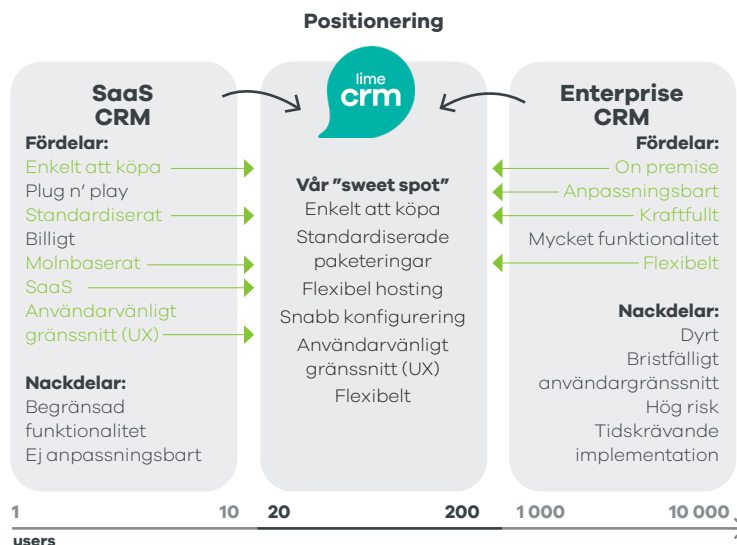 Positionering
SaaS
CRM
Fördelar:
Enkelt att köpa
Plug n’ play
Standardiserat
Billigt
Molnbaserat
SaaS
Användarvänligt
gränssnitt (UX)
Nackdelar:
Begränsad
funktionalitet
Ej anpassningsbart
lime
crm
Vår ”sweet spot”
Enkelt att köpa
Standardiserade
paketeringar
Flexibel hosting
Snabb konfigurering
Användarvänligt
gränssnitt (UX)
Flexibelt
Enterprise
CRM
Fördelar:
On premise
Anpassningsbart
Kraftfullt
Mycket funktionalitet
Flexibelt
Nackdelar:
Dyrt
Bristfälligt
användargränssnitt
Hög risk
Tidskrävande
implementation
1 10 20 200 1 000 10 000
users